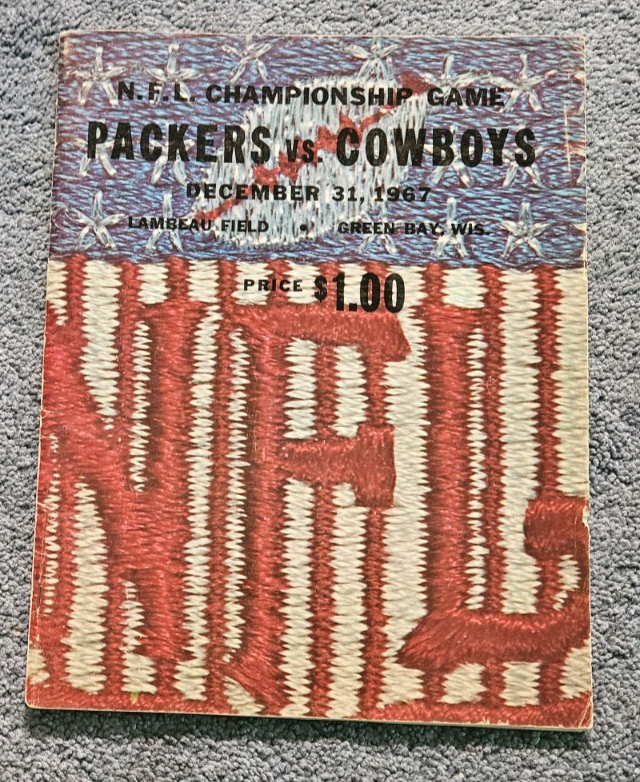 N.F.L. CHAMPIONSHIP GAME
PACKERS VS. COWBOYS
DECEMBER 31, 1967
LAMBEAU FIELD • GREEN BAY, WIS.
PRICE $1.00
NFL